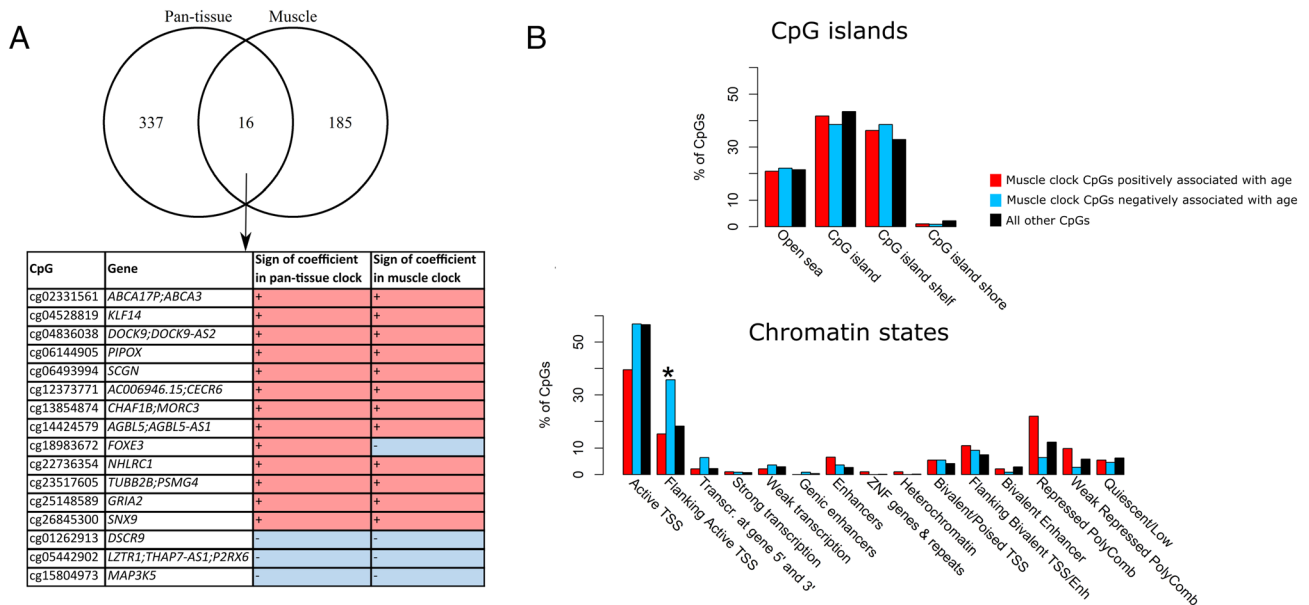 A
Pan-tissue Muscle
337 16 185
CpG Gene Sign of coefficient in pan-tissue clock Sign of coefficient in muscle clock
cg02331561 ABCA17P;ABCA3 + +
cg04528819 KLF14 + +
cg04836038 DOCK9;DOCK9-AS2 + +
cg06144905 PIPOX + +
cg06493994 SCGN + +
cg12373771 AC006946.15;CECR6 + +
cg13854874 CHAF1B;MORC3 + +
cg14424579 AGBL5;AGBL5-AS1 + +
cg18983672 FOXE3 + -
cg22736354 NHLRC1 + +
cg23517605 TUBB2B;PSMG4 + +
cg25148589 GRIA2 + +
cg26845300 SNX9 + +
cg01262913 DSCR9 - -
cg05442902 LZTR1;THAP7-AS1;P2RX6 - -
cg15804973 MAP3K5 - -
B
CpG islands
% of CpGs
0 10 30 50
Open sea
CpG island
CpG island shelf
CpG island shore
Muscle clock CpGs positively associated with age
Muscle clock CpGs negatively associated with age
All other CpGs
Chromatin states
% of CpGs
0 10 30 50
*
Active TSS
Flanking Active TSS
Transcr. at gene 5' and 3'
Strong transcription
Weak transcription
Genic enhancers
Enhancers
ZNF genes & repeats
Heterochromatin
Bivalent/Poised TSS
Flanking Bivalent TSS/Enh
Bivalent Enhancer
Repressed PolyComb
Weak Repressed PolyComb
Quiescent/Low